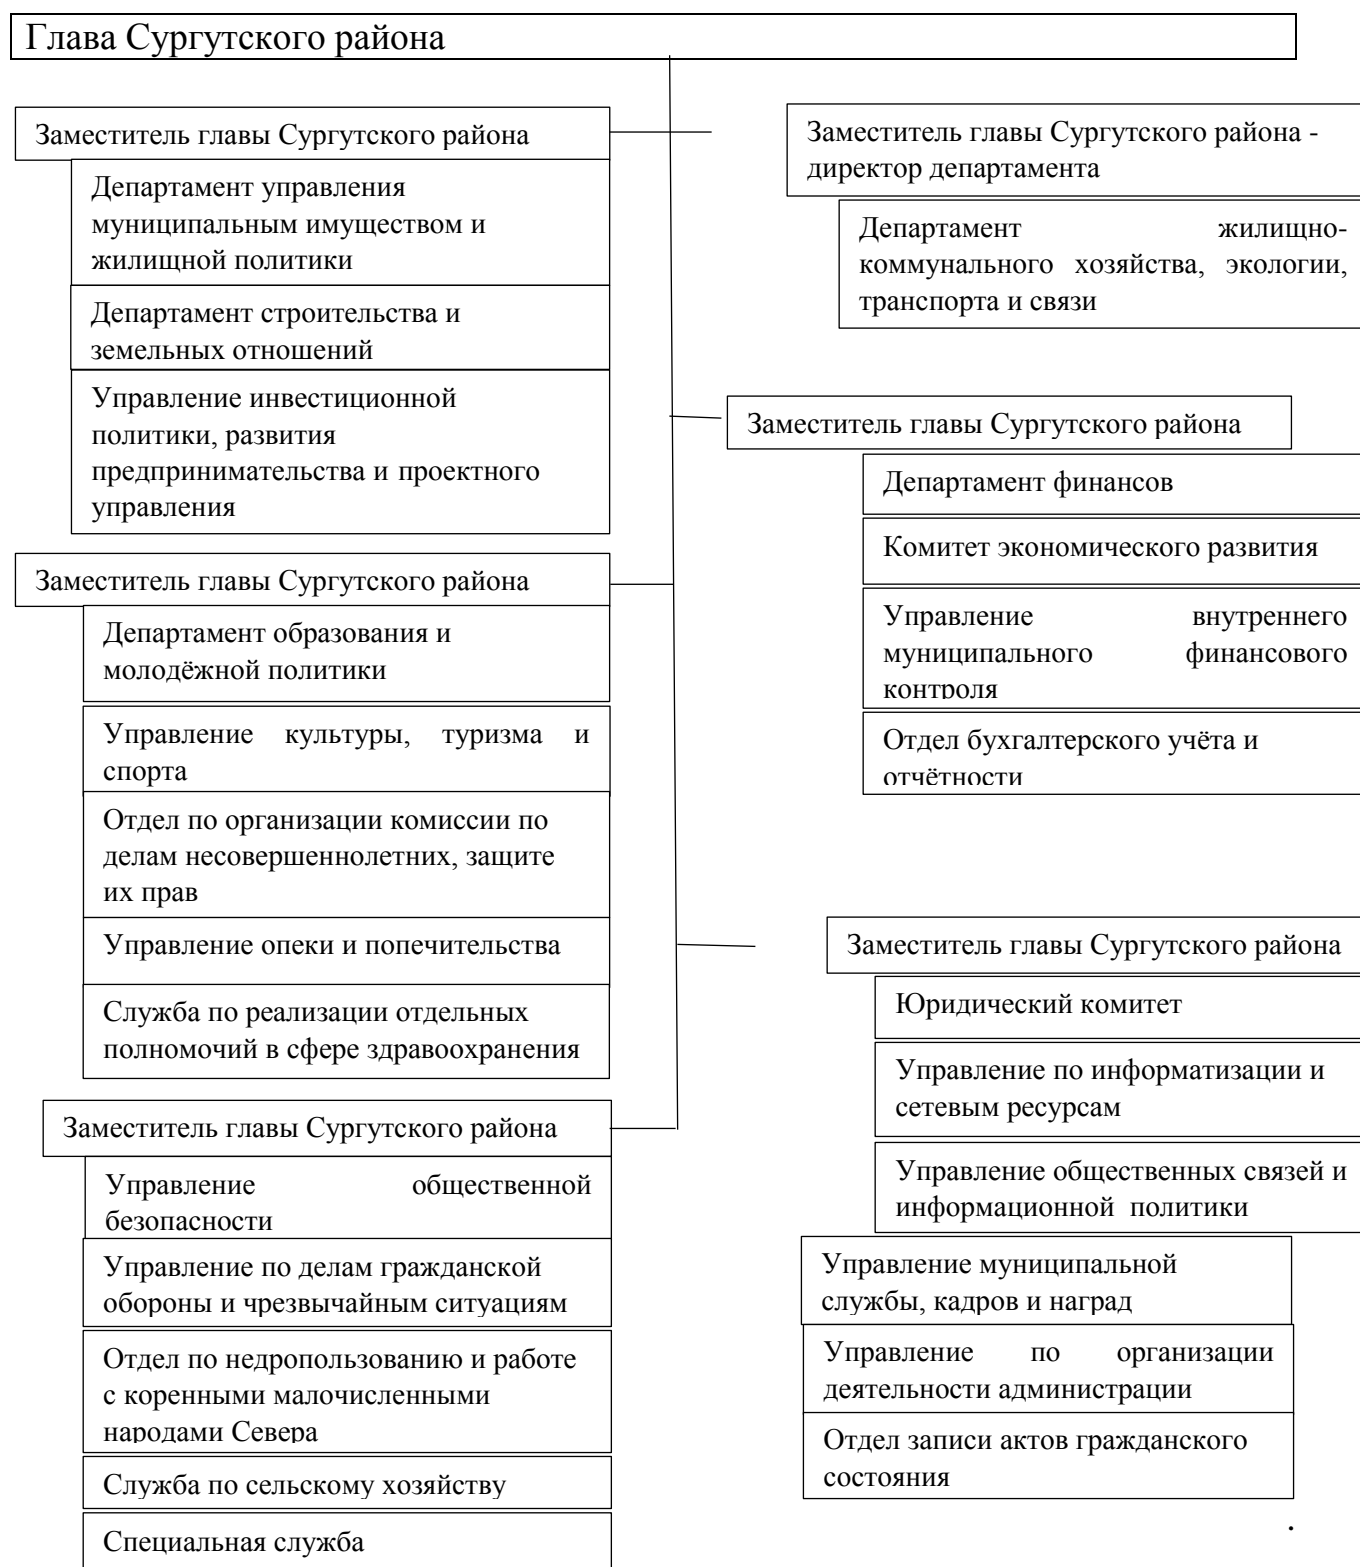 Глава Сургутского района
Заместитель главы Сургутского района
Департамент управления
муниципальным имуществом и
жилищной политики
Департамент строительства и
земельных отношений
Управление инвестиционной
политики, развития
предпринимательства и проектного
управления
Заместитель главы Сургутского района
Департамент образования и
молодёжной политики
Управление культуры, туризма и
спорта
Отдел по организации комиссии по
делам несовершеннолетних, защите
их прав
Управление опеки и попечительства
Служба по реализации отдельных
полномочий в сфере здравоохранения
Заместитель главы Сургутского района
Управление общественной
безопасности
Управление по делам гражданской
обороны и чрезвычайным ситуациям
Отдел по недропользованию и работе
с коренными малочисленными
народами Севера
Служба по сельскому хозяйству
Специальная служба
Заместитель главы Сургутского района -
директор департамента
Департамент жилищно-
коммунального хозяйства, экологии,
транспорта и связи
Заместитель главы Сургутского района
Департамент финансов
Комитет экономического развития
Управление внутреннего
муниципального финансового
контроля
Отдел бухгалтерского учёта и
отчётности
Заместитель главы Сургутского района
Юридический комитет
Управление по информатизации и
сетевым ресурсам
Управление общественных связей и
информационной политики
Управление муниципальной
службы, кадров и наград
Управление по организации
деятельности администрации
Отдел записи актов гражданского
состояния
.